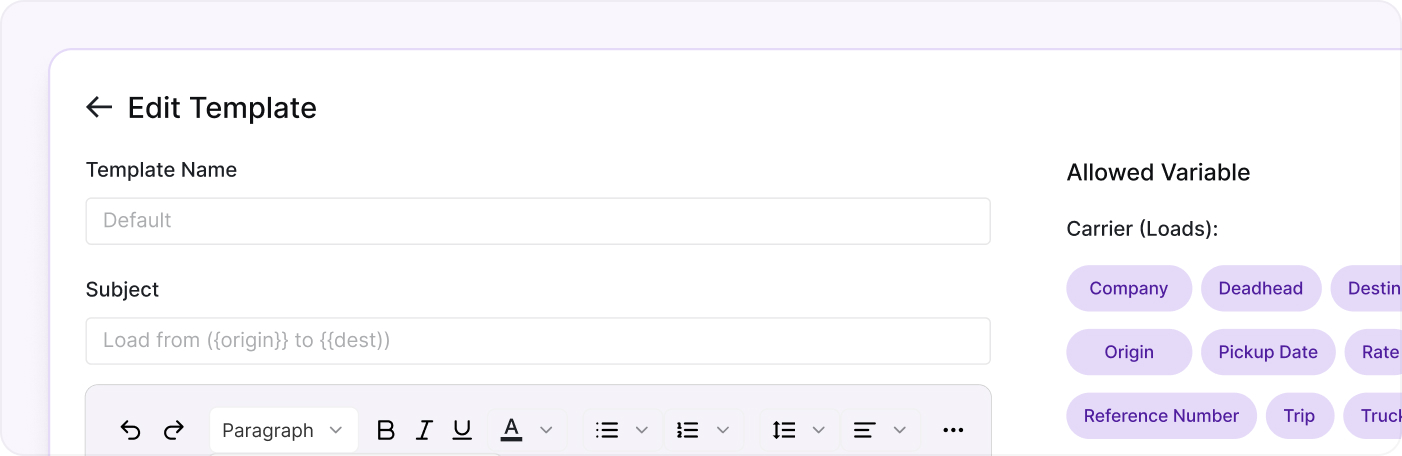 Edit Template
Template Name
Default
Subject
Load from ({origin}} to {{dest))
Paragraph
B I U A
Allowed Variable
Carrier (Loads):
Company Deadhead Destin
Origin Pickup Date Rate
Reference Number Trip Truck